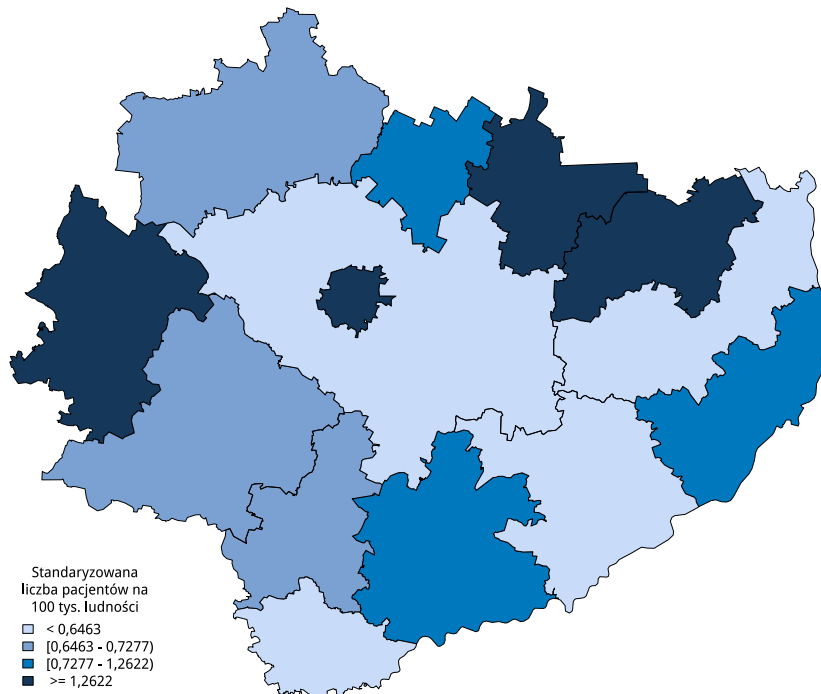 Standaryzowana
liczba pacjentów na
100 tys. ludności
< 0,6463
[0,6463 - 0,7277)
[0,7277 - 1,2622)
>= 1,2622